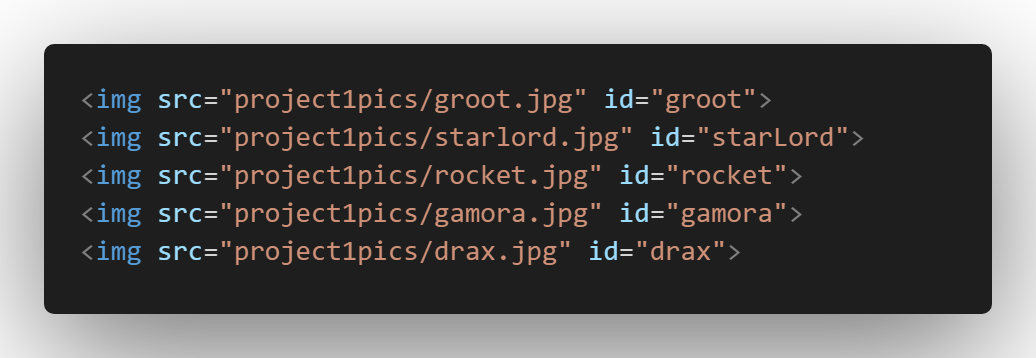 <img src="project1pics/groot.jpg" id="groot">
<img src="project1pics/starlord.jpg" id="starLord">
<img src="project1pics/rocket.jpg" id="rocket">
<img src="project1pics/gamora.jpg" id="gamora">
<img src="project1pics/drax.jpg" id="drax">